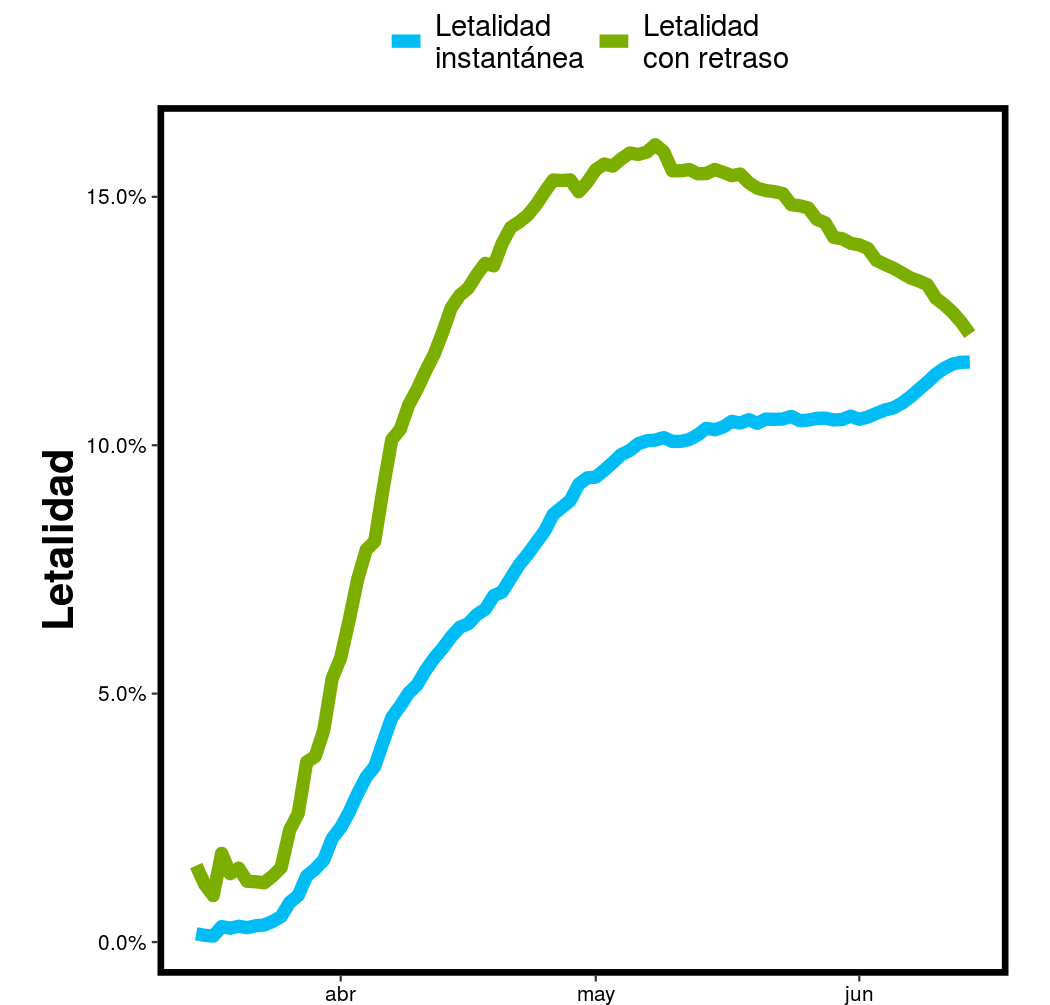 Letalidad
instantánea
Letalidad
con retraso
Letalidad
15.0%
10.0%
5.0%
0.0%
abr
may
jun